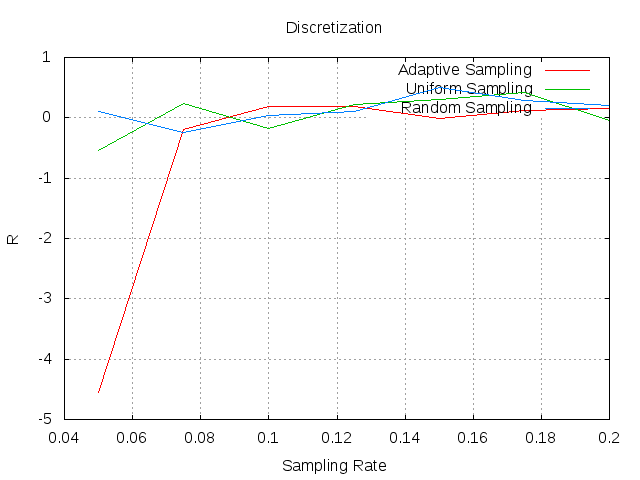 Discretization
Adaptive Sampling
Uniform Sampling
Random Sampling
1
0
-1
-2
-3
-4
-5
R
0.04 0.06 0.08 0.1 0.12 0.14 0.16 0.18 0.2
Sampling Rate